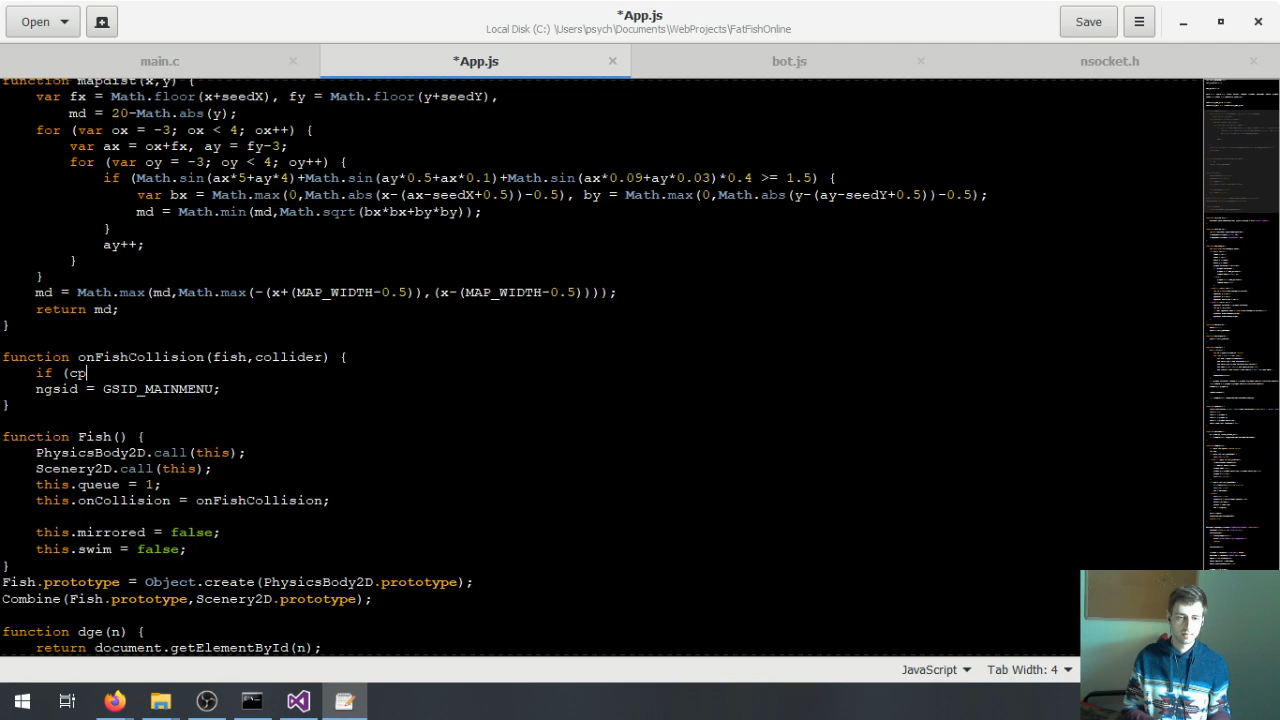 Open
*App.js
Local Disk (C:) \Users\psych\Documents\WebProjects\FatFishOnline
Save
main.c
*App.js
bot.js
nsocket.h
function mapdist(x,y) {
var fx = Math.floor(x+seedX), fy = Math.floor(y+seedY),
md = 20-Math.abs(y);
for (var ox = -3; ox < 4; ox++) {
var ax = ox+fx, ay = fy-3;
for (var oy = -3; oy < 4; oy++) {
if (Math.sin(ax*5+ay*4)+Math.sin(ay*0.5+ax*0.1)+Math.sin(ax*0.09+ay*0.03)*0.4 >= 1.5) {
var bx = Math.max(0,Math.abs(x-(ax-seedX+0.5))-0.5), by = Math.max(0,Math.abs(y-(ay-seedY+0.5))-0.5);
md = Math.min(md,Math.sqrt(bx*bx+by*by));
}
ay++;
}
}
md = Math.max(md,Math.max(-(x+(MAP_WIDTH-0.5)),(x-(MAP_WIDTH-0.5))));
return md;
}
function onFishCollision(fish,collider) {
if (cp
ngsid = GSID_MAINMENU;
}
function Fish() {
PhysicsBody2D.call(this);
Scenery2D.call(this);
this.queue = 1;
this.onCollision = onFishCollision;
this.mirrored = false;
this.swim = false;
}
Fish.prototype = Object.create(PhysicsBody2D.prototype);
Combine(Fish.prototype,Scenery2D.prototype);
function dge(n) {
return document.getElementById(n);
JavaScript
Tab Width: 4